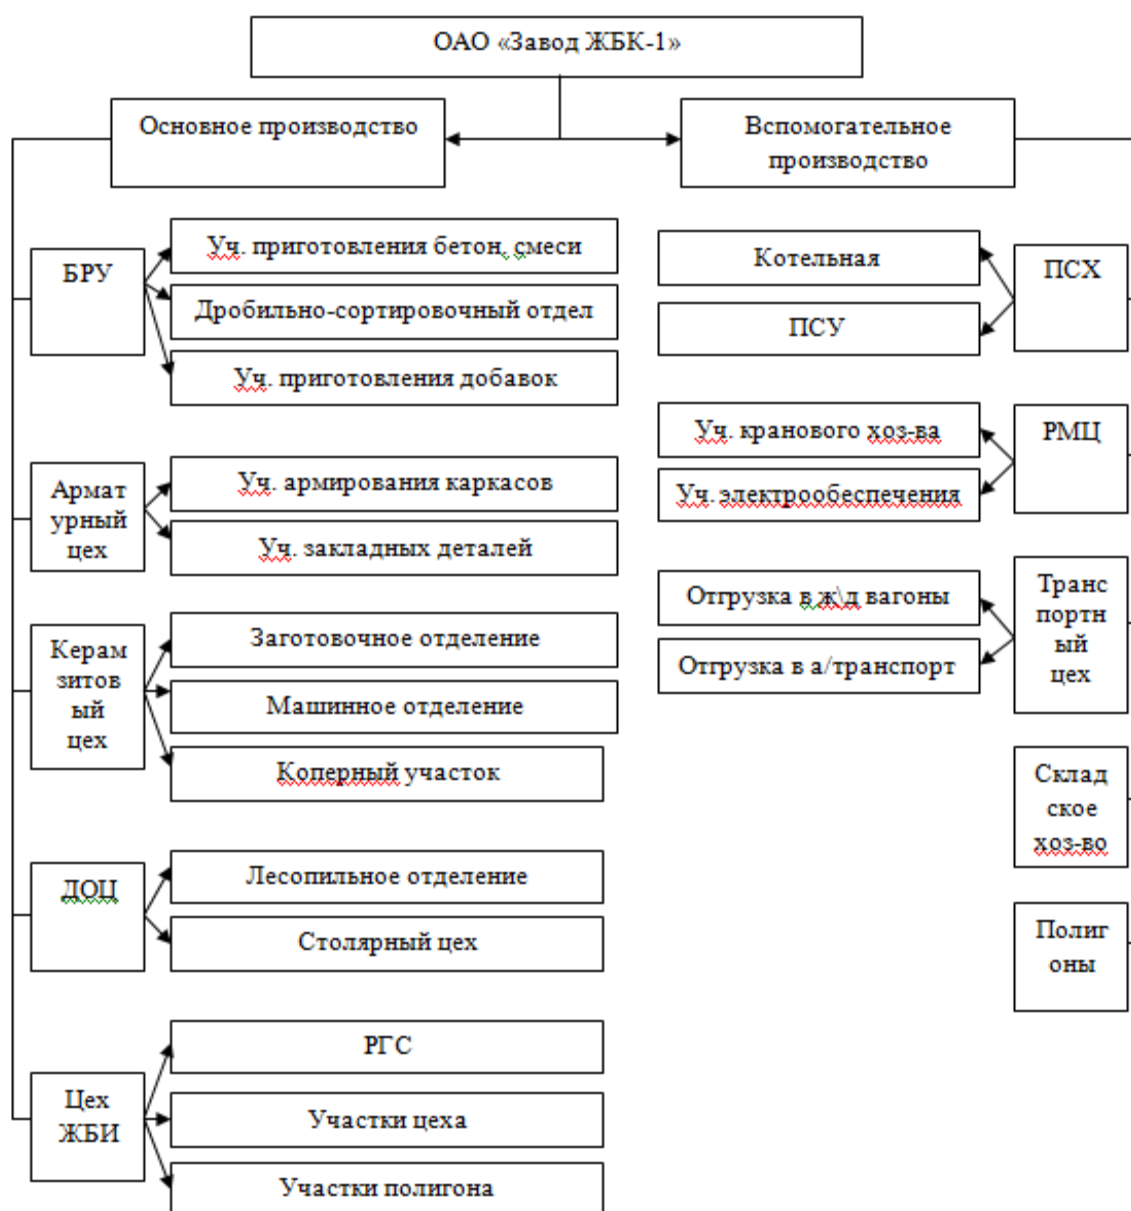 ОАО «Завод ЖБК-1»
Основное производство
Вспомогательное
производство
БРУ
Уч. приготовления бетон, смеси
Дробильно-сортировочный отдел
Уч. приготовления добавок
Армат
урный
цех
Уч. армирования каркасов
Уч. закладных деталей
Керам
зитов
ый
цех
Заготовочное отделение
Машинное отделение
Коперный участок
ДОЦ
Лесопильное отделение
Столярный цех
Цех
ЖБИ
РГС
Участки цеха
Участки полигона
Котельная
ПСУ
ПСХ
Уч. кранового хоз-ва
Уч. электрообеспечения
РМЦ
Отгрузка в ж\д вагоны
Отгрузка в а/транспорт
Транс
портн
ый
цех
Склад
ское
хоз-во
Полиг
оны